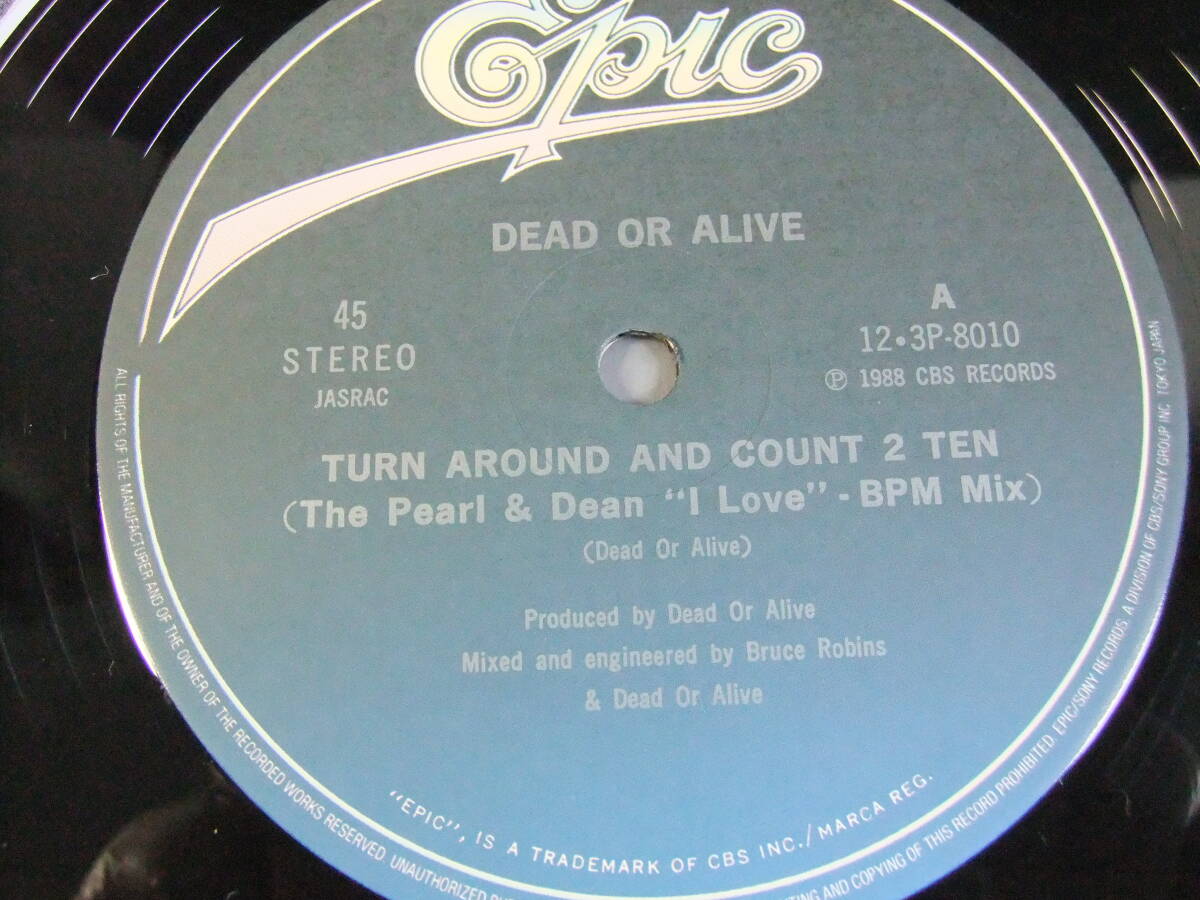 Epic
DEAD OR ALIVE
45
STEREO
JASRAC
A
12・3P-8010
Ⓟ 1988 CBS RECORDS
TURN AROUND AND COUNT 2 TEN
(The Pearl & Dean "I Love" - BPM Mix)
(Dead Or Alive)
Produced by Dead Or Alive
Mixed and engineered by Bruce Robins
& Dead Or Alive
"EPIC", IS A TRADEMARK OF CBS INC./MARCA REG.
ALL RIGHTS OF THE MANUFACTURER AND OF THE OWNER OF THE RECORDED WORKS RESERVED. UNAUTHORIZED
AND COPYING OF THIS RECORD PROHIBITED. EPIC/SONY RECORDS. A DIVISION OF CBS/SONY GROUP INC. TOKYO JAPAN